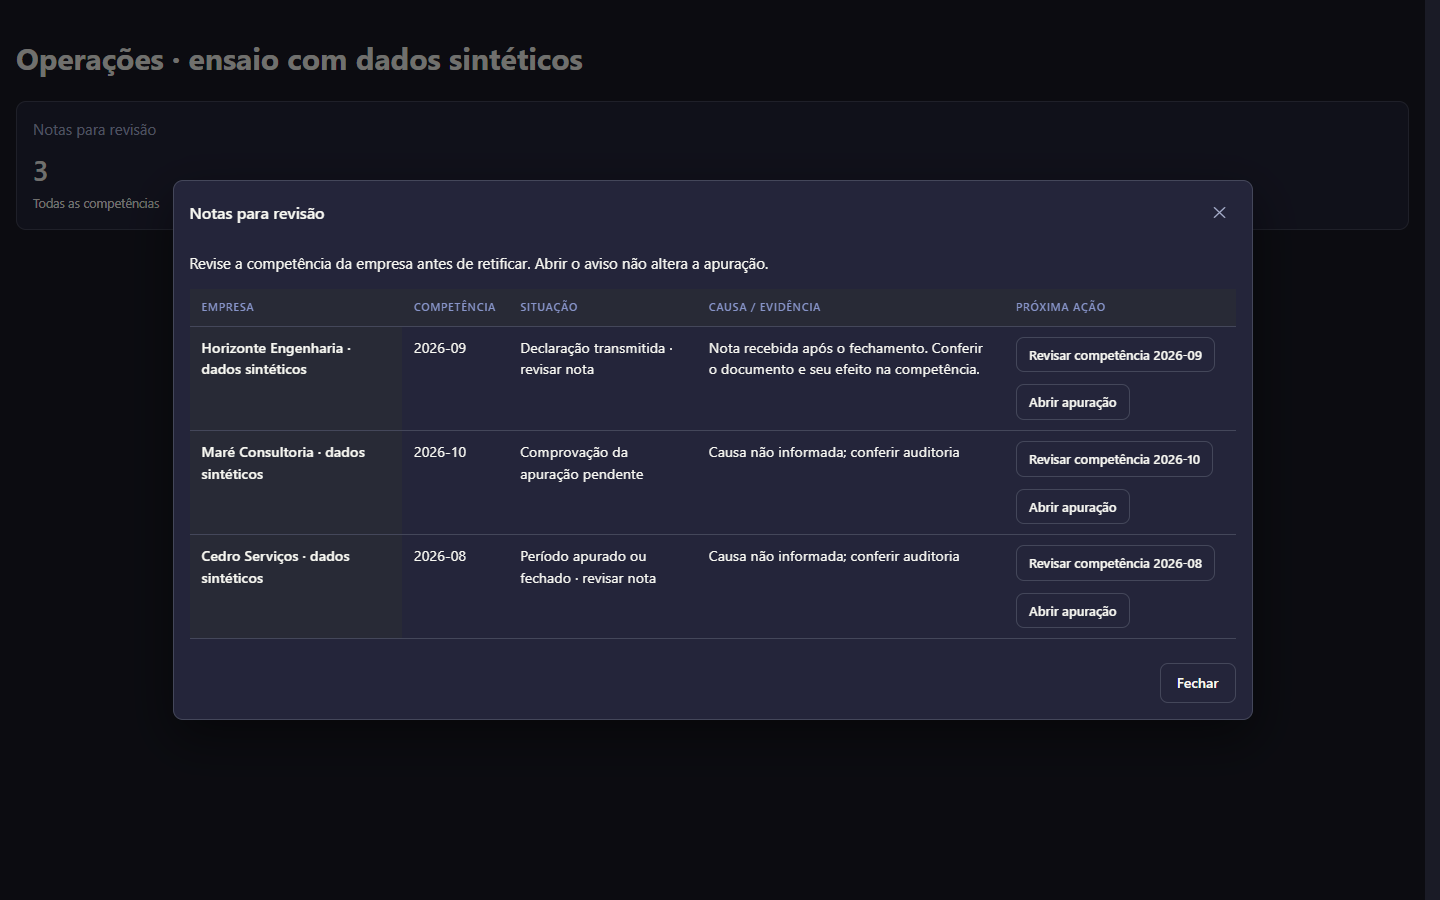 Operações · ensaio com dados sintéticos
Notas para revisão
3
Todas as competências
Notas para revisão
Revise a competência da empresa antes de retificar. Abrir o aviso não altera a apuração.
EMPRESA COMPETÊNCIA SITUAÇÃO CAUSA / EVIDÊNCIA PRÓXIMA AÇÃO
Horizonte Engenharia ·
dados sintéticos
2026-09
Declaração transmitida ·
revisar nota
Nota recebida após o fechamento. Conferir
o documento e seu efeito na competência.
Revisar competência 2026-09
Abrir apuração
Maré Consultoria · dados
sintéticos
2026-10
Comprovação da
apuração pendente
Causa não informada; conferir auditoria
Revisar competência 2026-10
Abrir apuração
Cedro Serviços · dados
sintéticos
2026-08
Período apurado ou
fechado · revisar nota
Causa não informada; conferir auditoria
Revisar competência 2026-08
Abrir apuração
Fechar